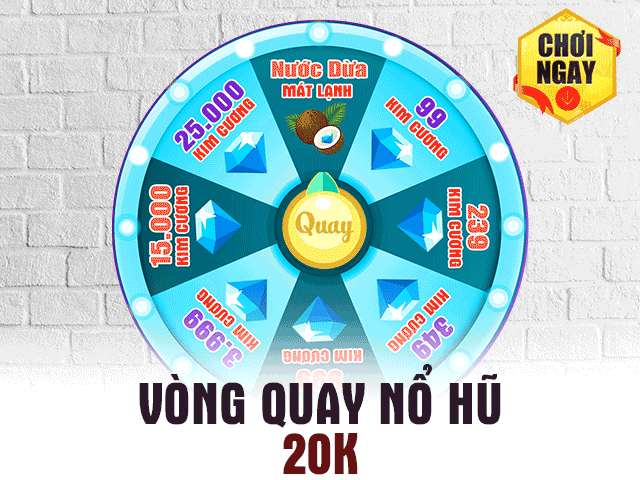 CHƠI
NGAY
Nước Dừa
MÁT LẠNH
99
KIM CƯƠNG
239
KIM CƯƠNG
349
KIM CƯƠNG
KIM CƯƠNG
3.999
KIM CƯƠNG
15.000
KIM CƯƠNG
25.000
KIM CƯƠNG
Quay
VÒNG QUAY NỔ HŨ
20K